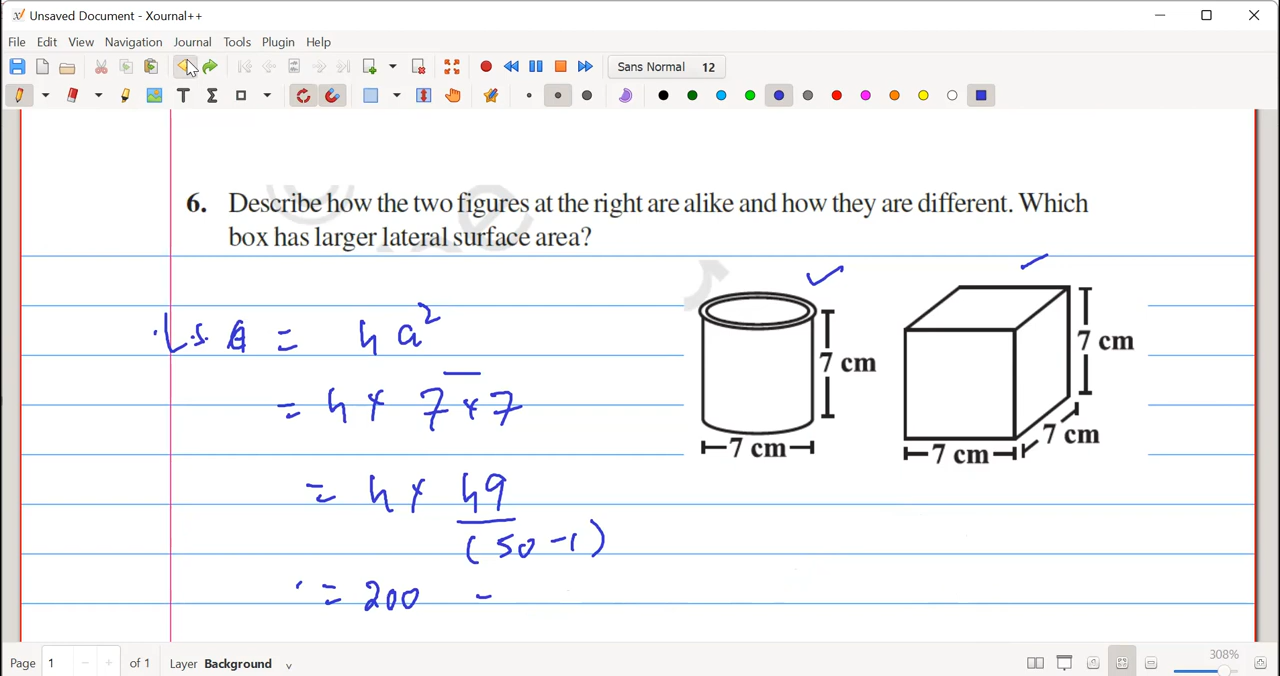 Unsaved Document - Xournal++
File Edit View Navigation Journal Tools Plugin Help
Sans Normal 12
6. Describe how the two figures at the right are alike and how they are different. Which
box has larger lateral surface area?
L.S.A = 4a²
= 4 × 7 × 7
= 4 × 49
(50 - 1)
= 200 -
7 cm
7 cm
7 cm
7 cm
7 cm
Page 1 of 1 Layer Background 308%